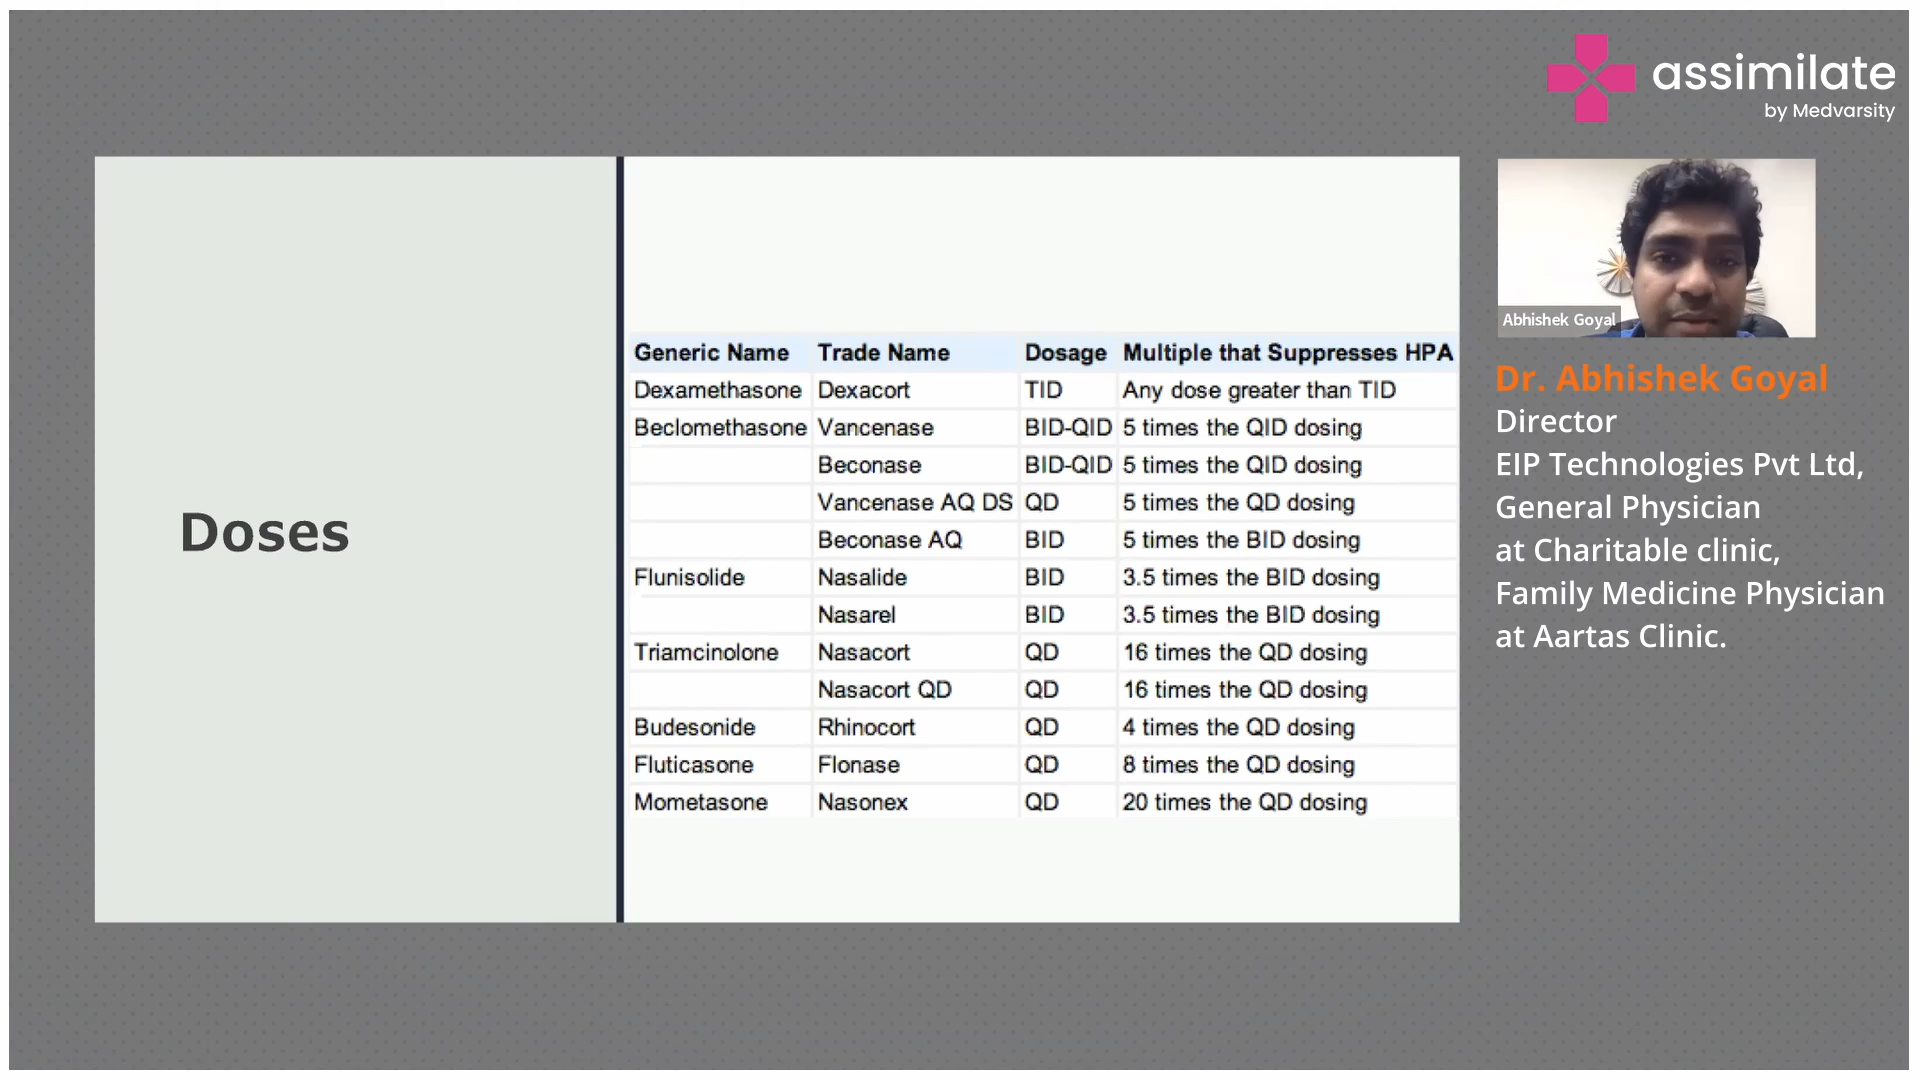 assimilate
by Medvarsity
Doses
Generic Name Trade Name Dosage Multiple that Suppresses HPA
Dexamethasone Dexacort TID Any dose greater than TID
Beclomethasone Vancenase BID-QID 5 times the QID dosing
Beconase BID-QID 5 times the QID dosing
Vancenase AQ DS QD 5 times the QD dosing
Beconase AQ BID 5 times the BID dosing
Flunisolide Nasalide BID 3.5 times the BID dosing
Nasarel BID 3.5 times the BID dosing
Triamcinolone Nasacort QD 16 times the QD dosing
Nasacort QD QD 16 times the QD dosing
Budesonide Rhinocort QD 4 times the QD dosing
Fluticasone Flonase QD 8 times the QD dosing
Mometasone Nasonex QD 20 times the QD dosing
Abhishek Goyal
Dr. Abhishek Goyal
Director
EIP Technologies Pvt Ltd,
General Physician
at Charitable clinic,
Family Medicine Physician
at Aartas Clinic.